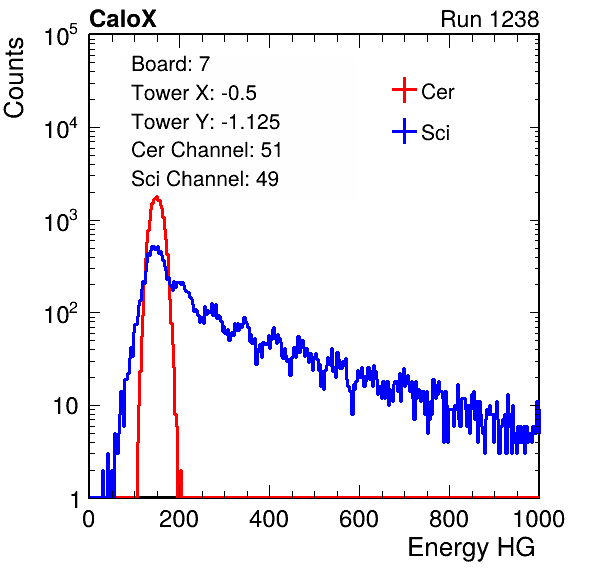 CaloX Run 1238
Counts
10^5
10^4
10^3
10^2
10
1
Board: 7
Tower X: -0.5
Tower Y: -1.125
Cer Channel: 51
Sci Channel: 49
Cer
Sci
0 200 400 600 800 1000
Energy HG